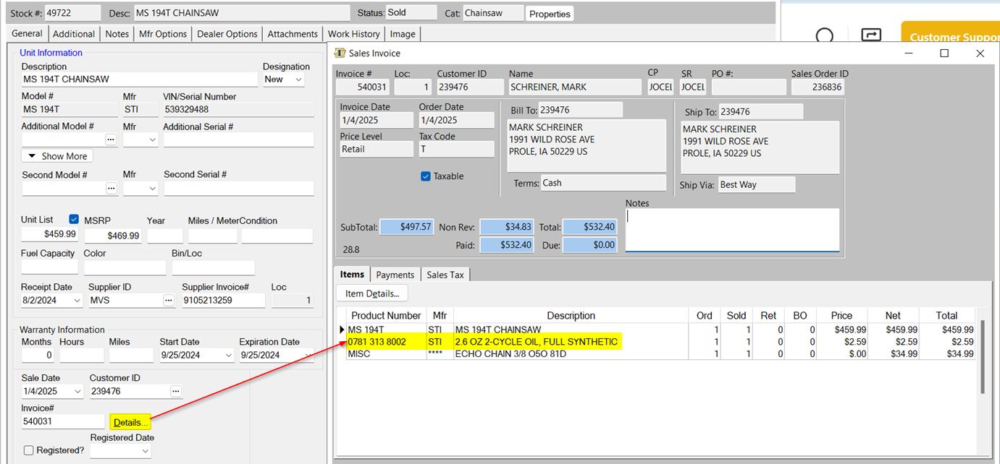 Stock #: 49722 Desc: MS 194T CHAINSAW Status: Sold Cat: Chainsaw Properties
General Additional Notes Mfr Options Dealer Options Attachments Work History Image
Unit Information
Description Designation
MS 194T CHAINSAW New
Model # Mfr VIN/Serial Number
MS 194T STI 539329488
Additional Model # Mfr Additional Serial #
...
Show More
Second Model # Mfr Second Serial #
...
Unit List MSRP Year Miles / Meter Condition
$459.99 $469.99
Fuel Capacity Color Bin/Loc
Receipt Date Supplier ID Supplier Invoice# Loc
8/2/2024 MVS ... 9105213259 1
Warranty Information
Months Hours Miles Start Date Expiration Date
0 9/25/2024 9/25/2024
Sale Date Customer ID
1/4/2025 239476 ...
Invoice#
540031 Details...
Registered Date
Registered?
Customer Suppor
Sales Invoice
Invoice # Loc: Customer ID Name CP SR PO #: Sales Order ID
540031 1 239476 SCHREINER, MARK JOCEL JOCEL 236836
Invoice Date Order Date Bill To: 239476 Ship To: 239476
1/4/2025 1/4/2025
Price Level Tax Code
Retail T
MARK SCHREINER
1991 WILD ROSE AVE
PROLE, IA 50229 US
MARK SCHREINER
1991 WILD ROSE AVE
PROLE, IA 50229 US
Taxable Terms: Cash Ship Via: Best Way
Notes
SubTotal: $497.57 Non Rev: $34.83 Total: $532.40
Paid: $532.40 Due: $0.00
28.8
Items Payments Sales Tax
Item Details...
Product Number Mfr Description Ord Sold Ret BO Price Net Total
MS 194T STI MS 194T CHAINSAW 1 1 0 0 $459.99 $459.99 $459.99
0781 313 8002 STI 2.6 OZ 2-CYCLE OIL, FULL SYNTHETIC 1 1 0 0 $2.59 $2.59 $2.59
MISC **** ECHO CHAIN 3/8 O5O 81D 1 1 0 0 $.00 $34.99 $34.99